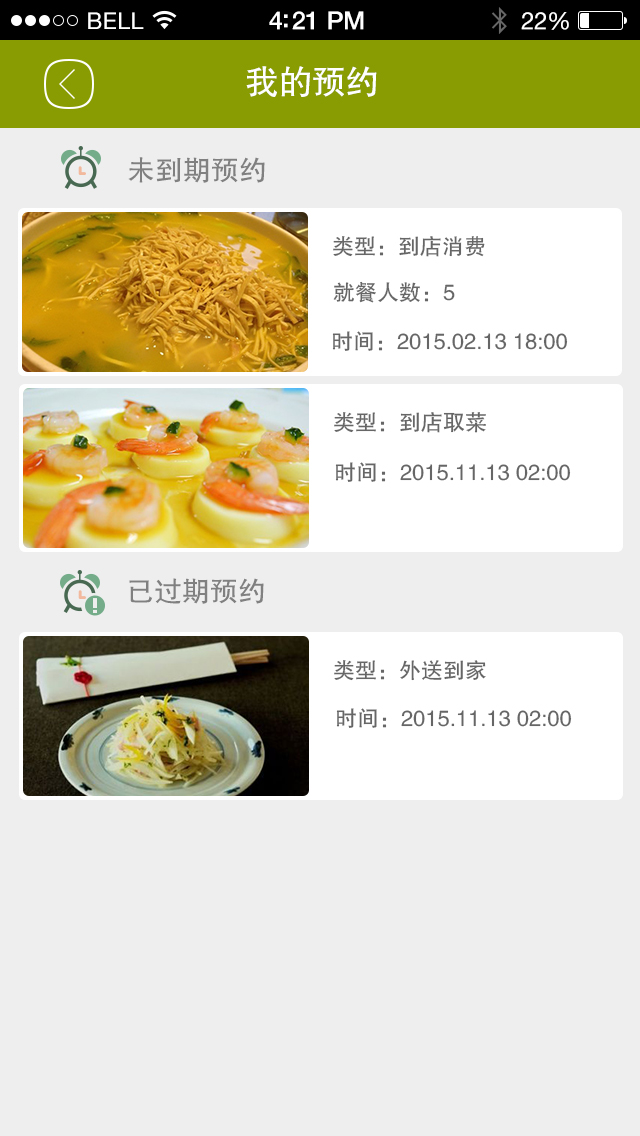 BELL 4:21 PM 22%
我的预约
未到期预约
类型：到店消费
就餐人数：5
时间：2015.02.13 18:00
类型：到店取菜
时间：2015.11.13 02:00
已过期预约
类型：外送到家
时间：2015.11.13 02:00